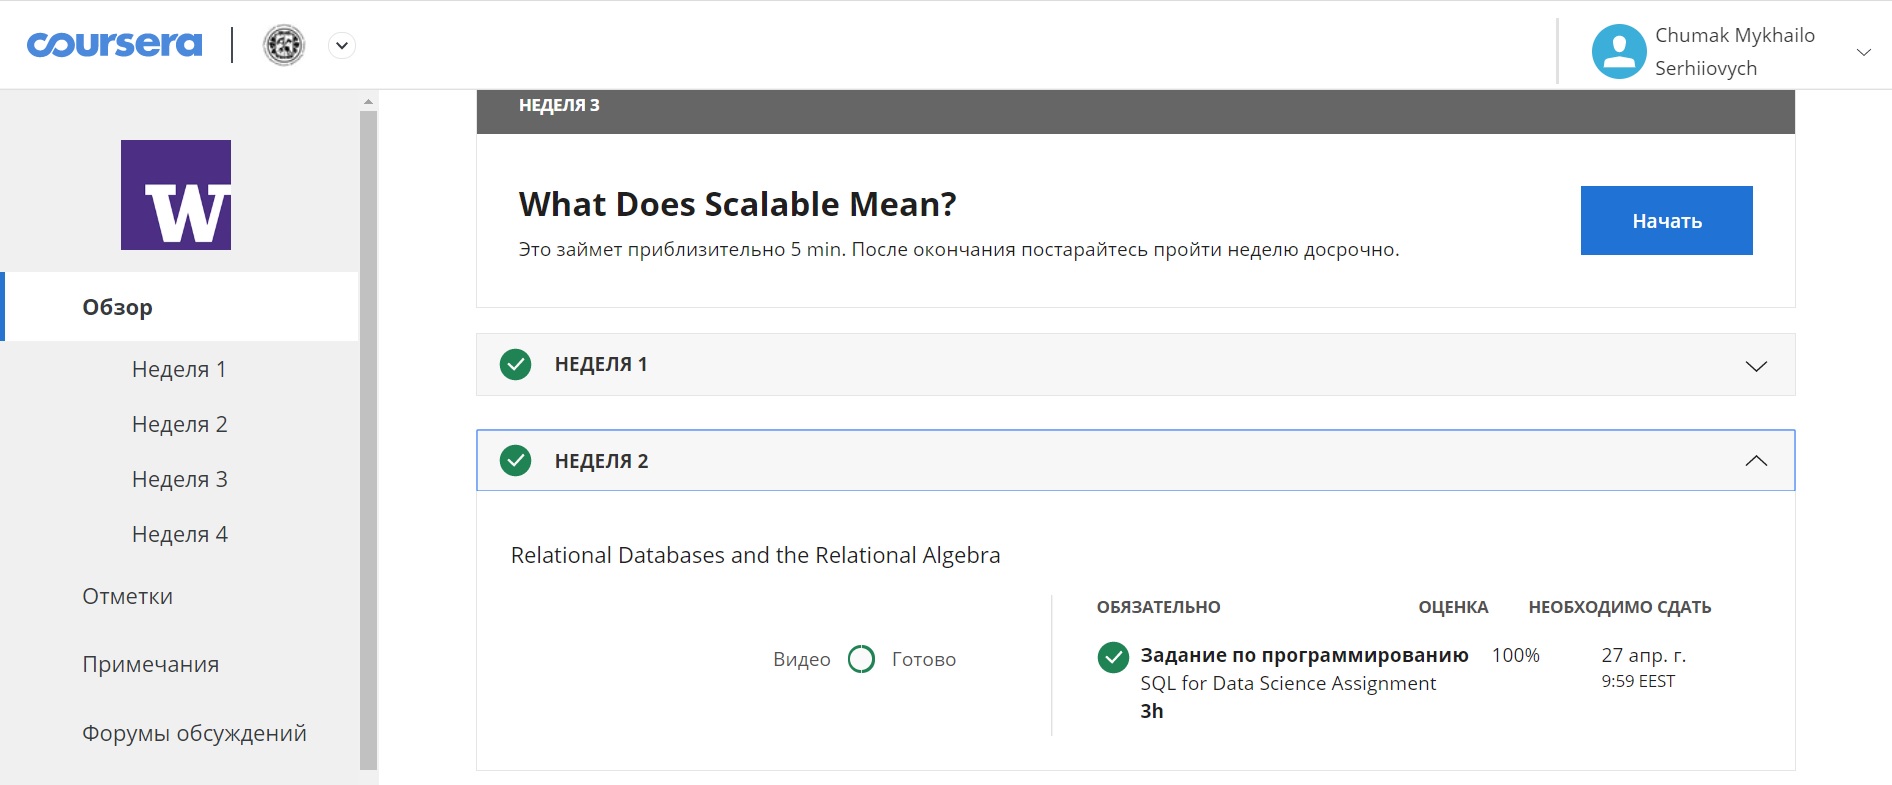 coursera
Chumak Mykhailo
Serhiiovych
W
Обзор
Неделя 1
Неделя 2
Неделя 3
Неделя 4
Отметки
Примечания
Форумы обсуждений
НЕДЕЛЯ 3
What Does Scalable Mean?
Это займет приблизительно 5 min. После окончания постарайтесь пройти неделю досрочно.
Начать
НЕДЕЛЯ 1
НЕДЕЛЯ 2
Relational Databases and the Relational Algebra
Видео Готово
ОБЯЗАТЕЛЬНО ОЦЕНКА НЕОБХОДИМО СДАТЬ
Задание по программированию 100% 27 апр. г.
SQL for Data Science Assignment 9:59 EEST
3h